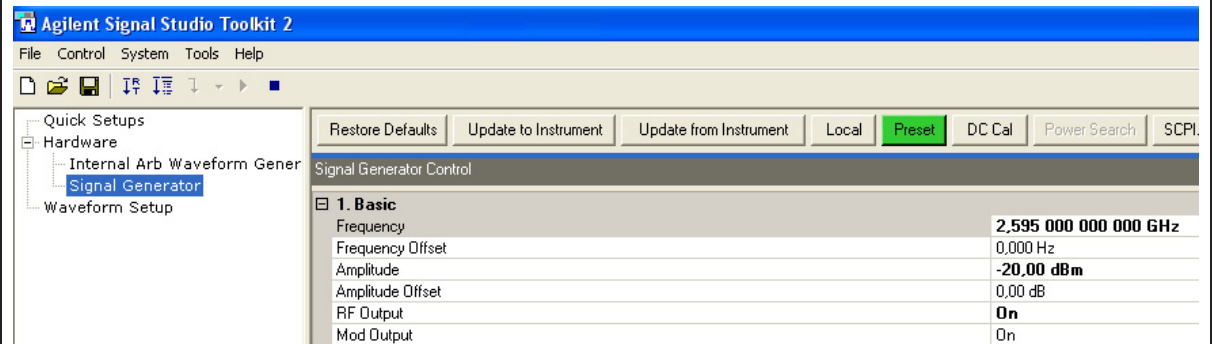 Agilent Signal Studio Toolkit 2
File Control System Tools Help
Quick Setups
Hardware
Internal Arb Waveform Gener
Signal Generator
Waveform Setup
Restore Defaults Update to Instrument Update from Instrument Local Preset DC Cal Power Search SCPI.
Signal Generator Control
1. Basic
Frequency 2,595 000 000 000 GHz
Frequency Offset 0,000 Hz
Amplitude -20,00 dBm
Amplitude Offset 0,00 dB
RF Output On
Mod Output On